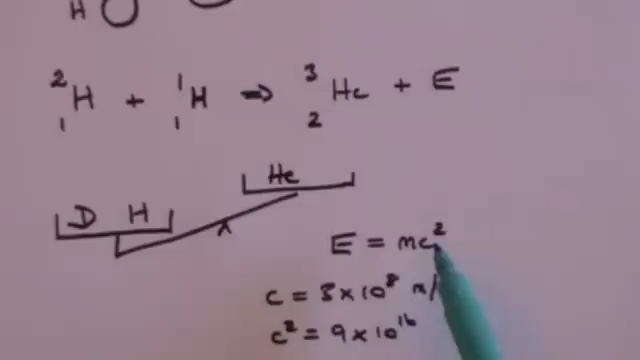 H
²₁H + ¹₁H ⇒ ³₂He + E
He
D H
E = mc²
c = 3×10⁸ m/
c² = 9×10¹⁶